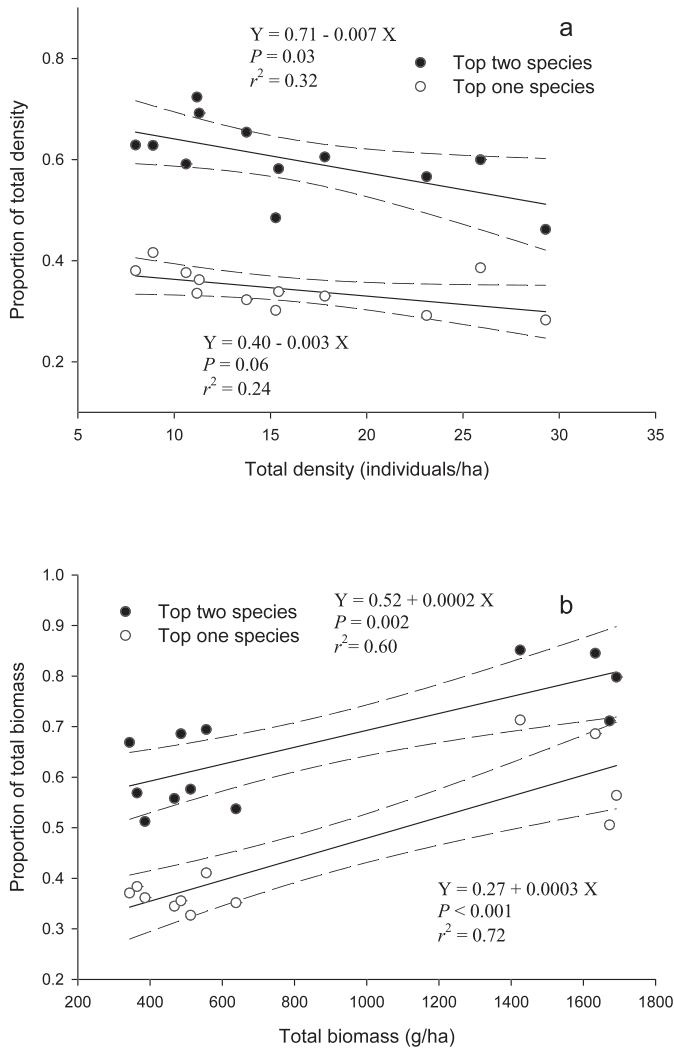 a
Y = 0.71 - 0.007 X
P = 0.03
r² = 0.32
Top two species
Top one species
0.8
0.6
0.4
0.2
Proportion of total density
Y = 0.40 - 0.003 X
P = 0.06
r² = 0.24
5 10 15 20 25 30 35
Total density (individuals/ha)
b
Top two species
Top one species
Y = 0.52 + 0.0002 X
P = 0.002
r² = 0.60
1.0
0.9
0.8
0.7
0.6
0.5
0.4
0.3
0.2
Proportion of total biomass
Y = 0.27 + 0.0003 X
P < 0.001
r² = 0.72
200 400 600 800 1000 1200 1400 1600 1800
Total biomass (g/ha)